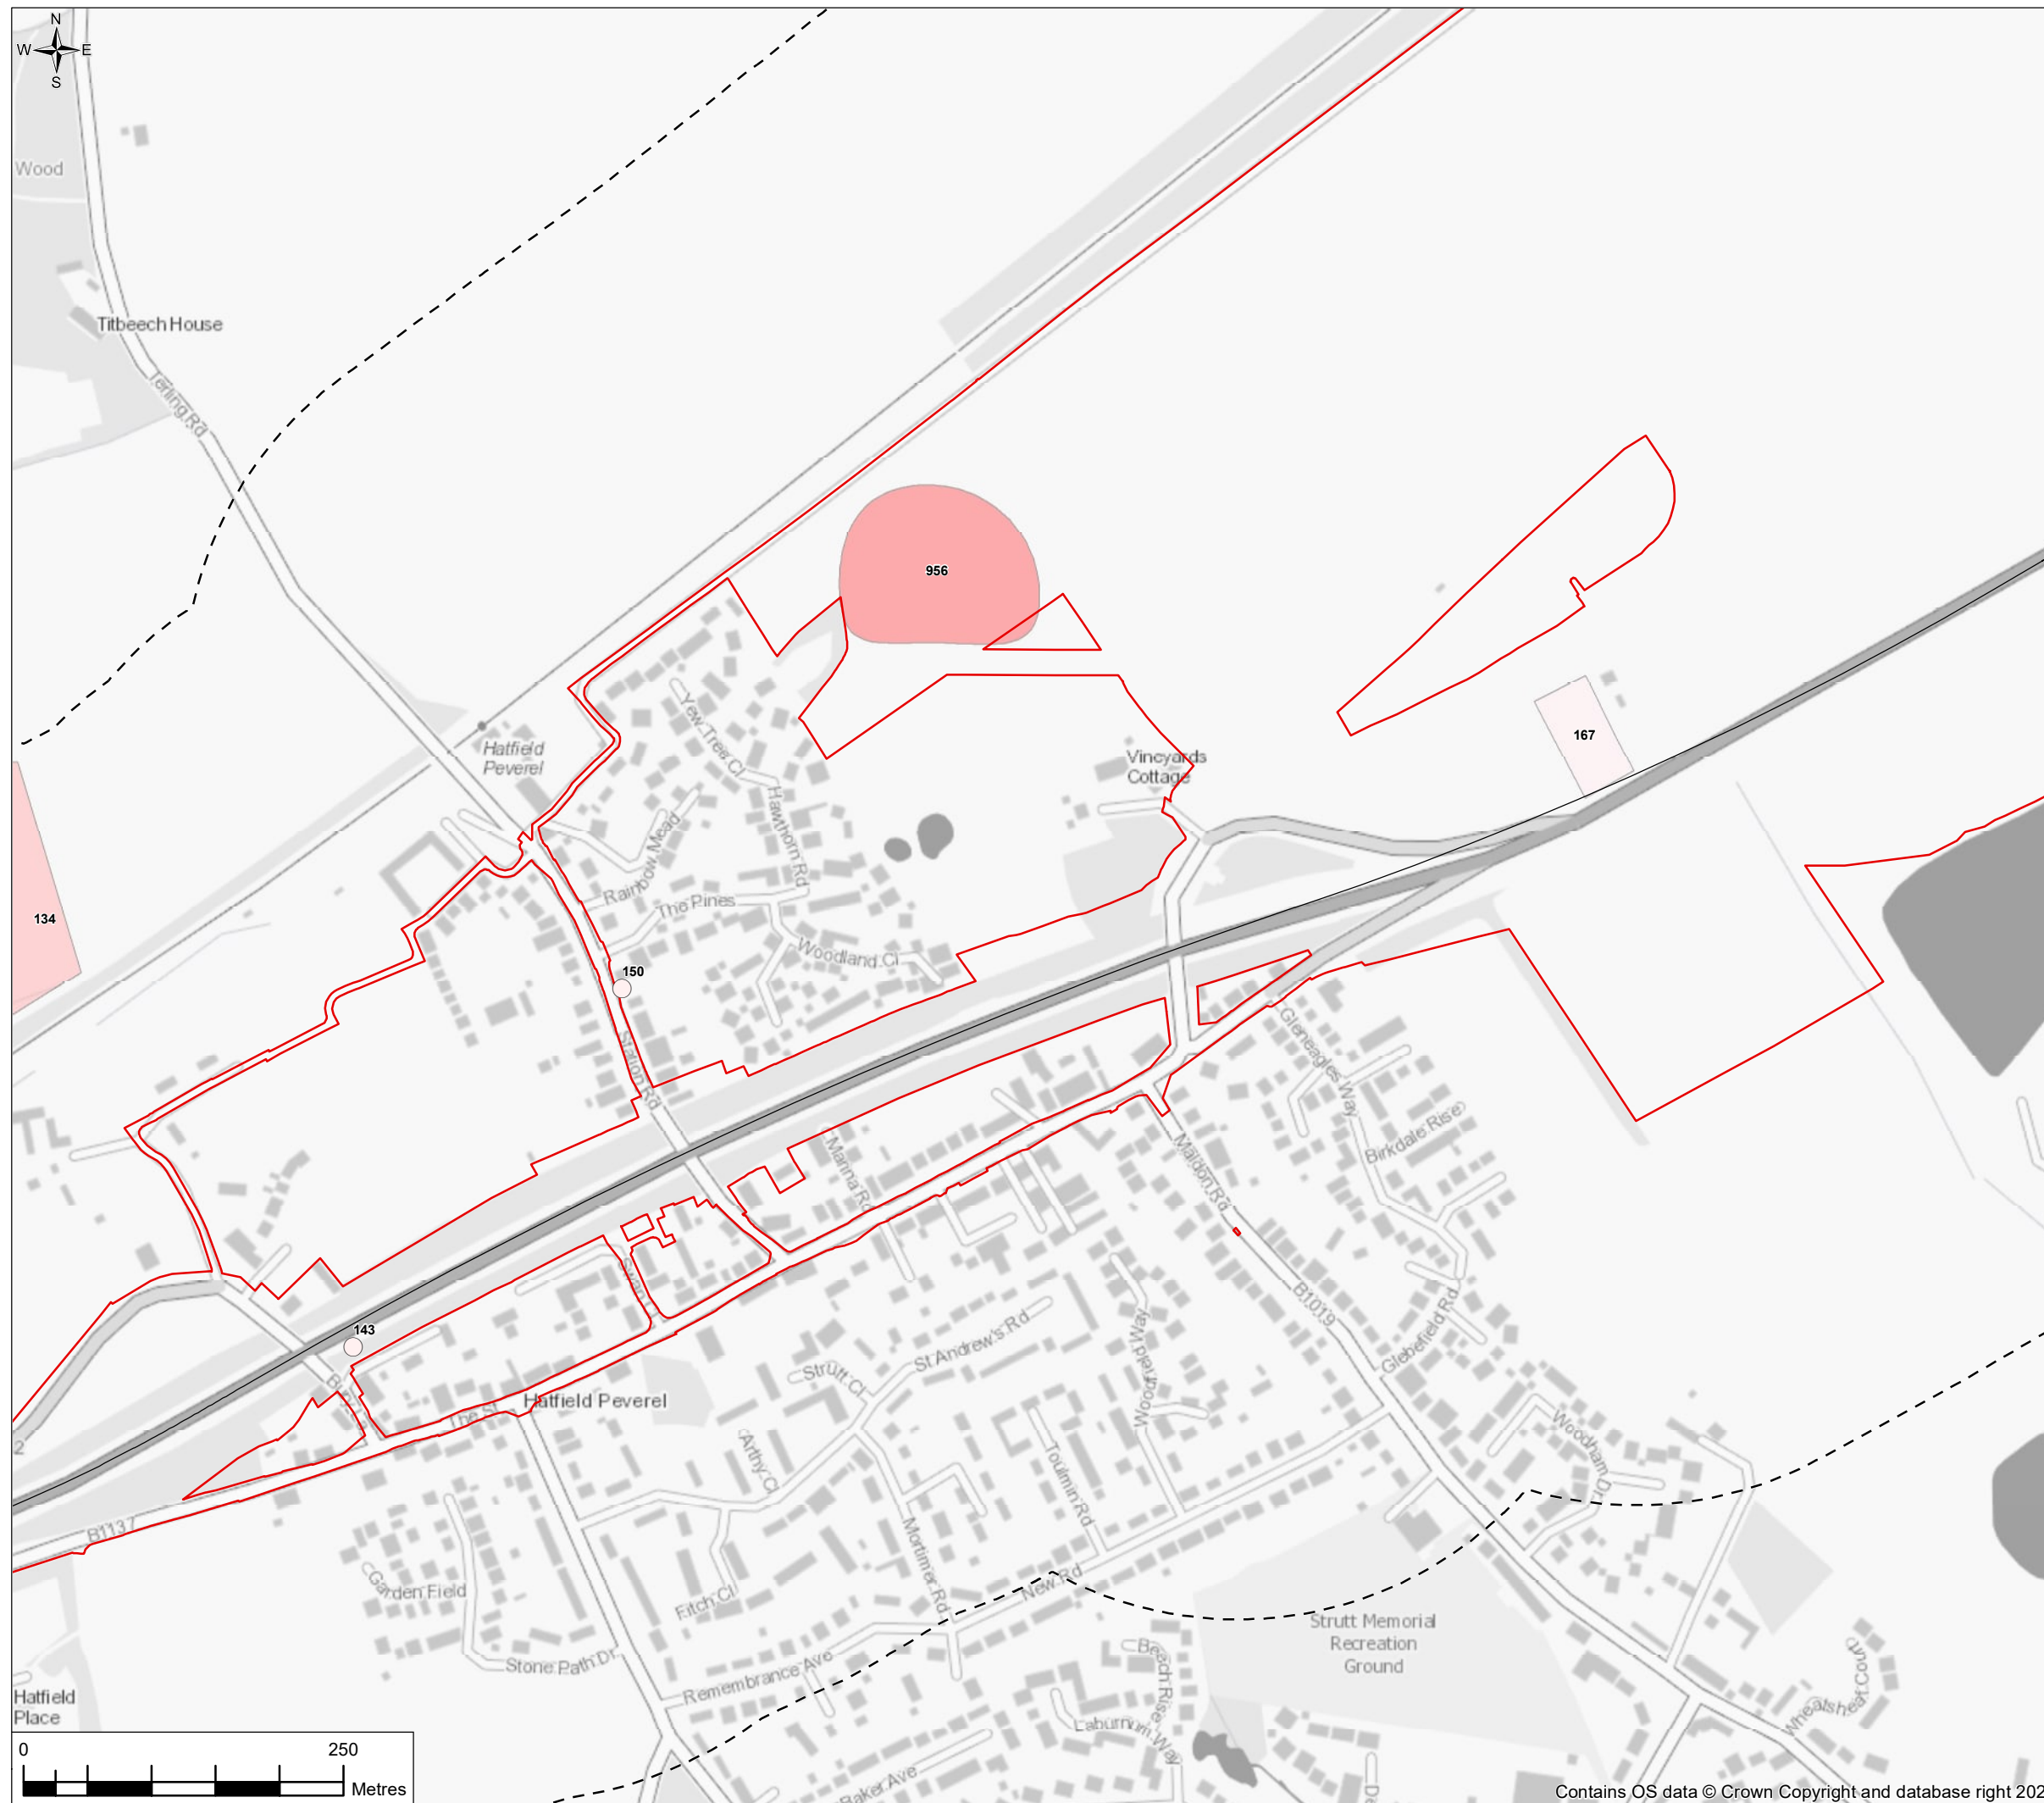 N
W E
S
Wood
Titbeech House
Terling Rd
956
Hatfield
Peverel
Yew Tree Cl
Hawthorn Rd
Vineyards
Cottage
167
134
Rainbow Mead
The Pines
Woodland Cl
150
Station Rd
Gleneagles Way
Birkdale Rise
Manna Rd
Maldon Rd
B1019
143
Glebefield Rd
St Andrew's Rd
Strutt Cl
Woodfield Way
Hatfield Peverel
The St
2
Arthy Cl
Toulmin Rd
Woodham Dr
B1137
Mortimer Rd
Garden Field
Fitch Cl
New Rd
Stone Path Dr
Remembrance Ave
Strutt Memorial
Recreation
Ground
Beech Rise
Wheatsheaf Court
Hatfield
Place
Laburnum Way
Baker Ave
0 250
Metres
Contains OS data © Crown Copyright and database right 202